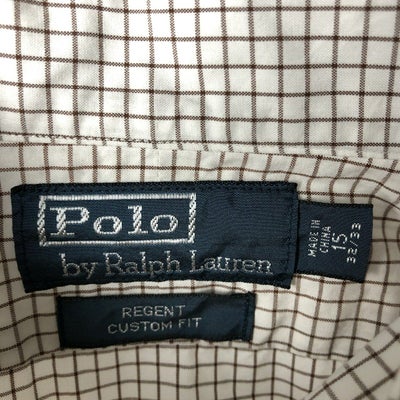 Polo
by Ralph Lauren
REGENT
CUSTOM FIT
MADE IN
CHINA
15
32/33